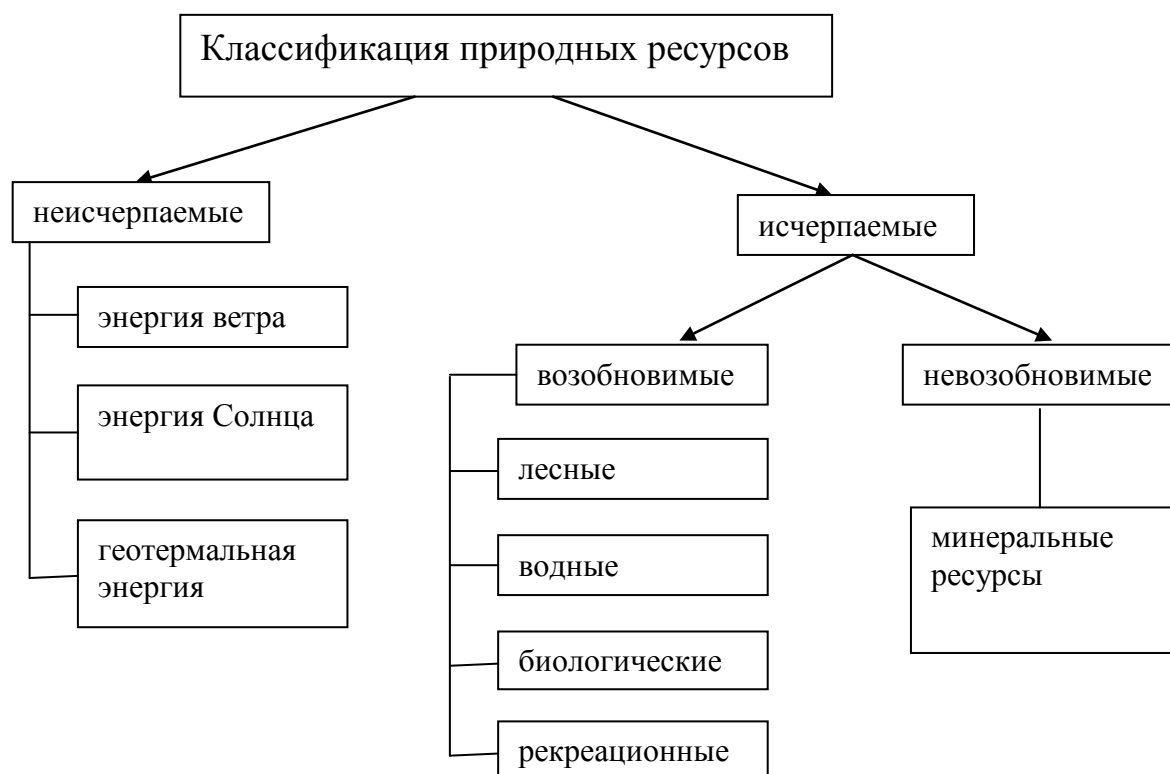 Классификация природных ресурсов
неисчерпаемые
исчерпаемые
энергия ветра
энергия Солнца
геотермальная
энергия
возобновимые
невозобновимые
лесные
водные
биологические
рекреационные
минеральные
ресурсы